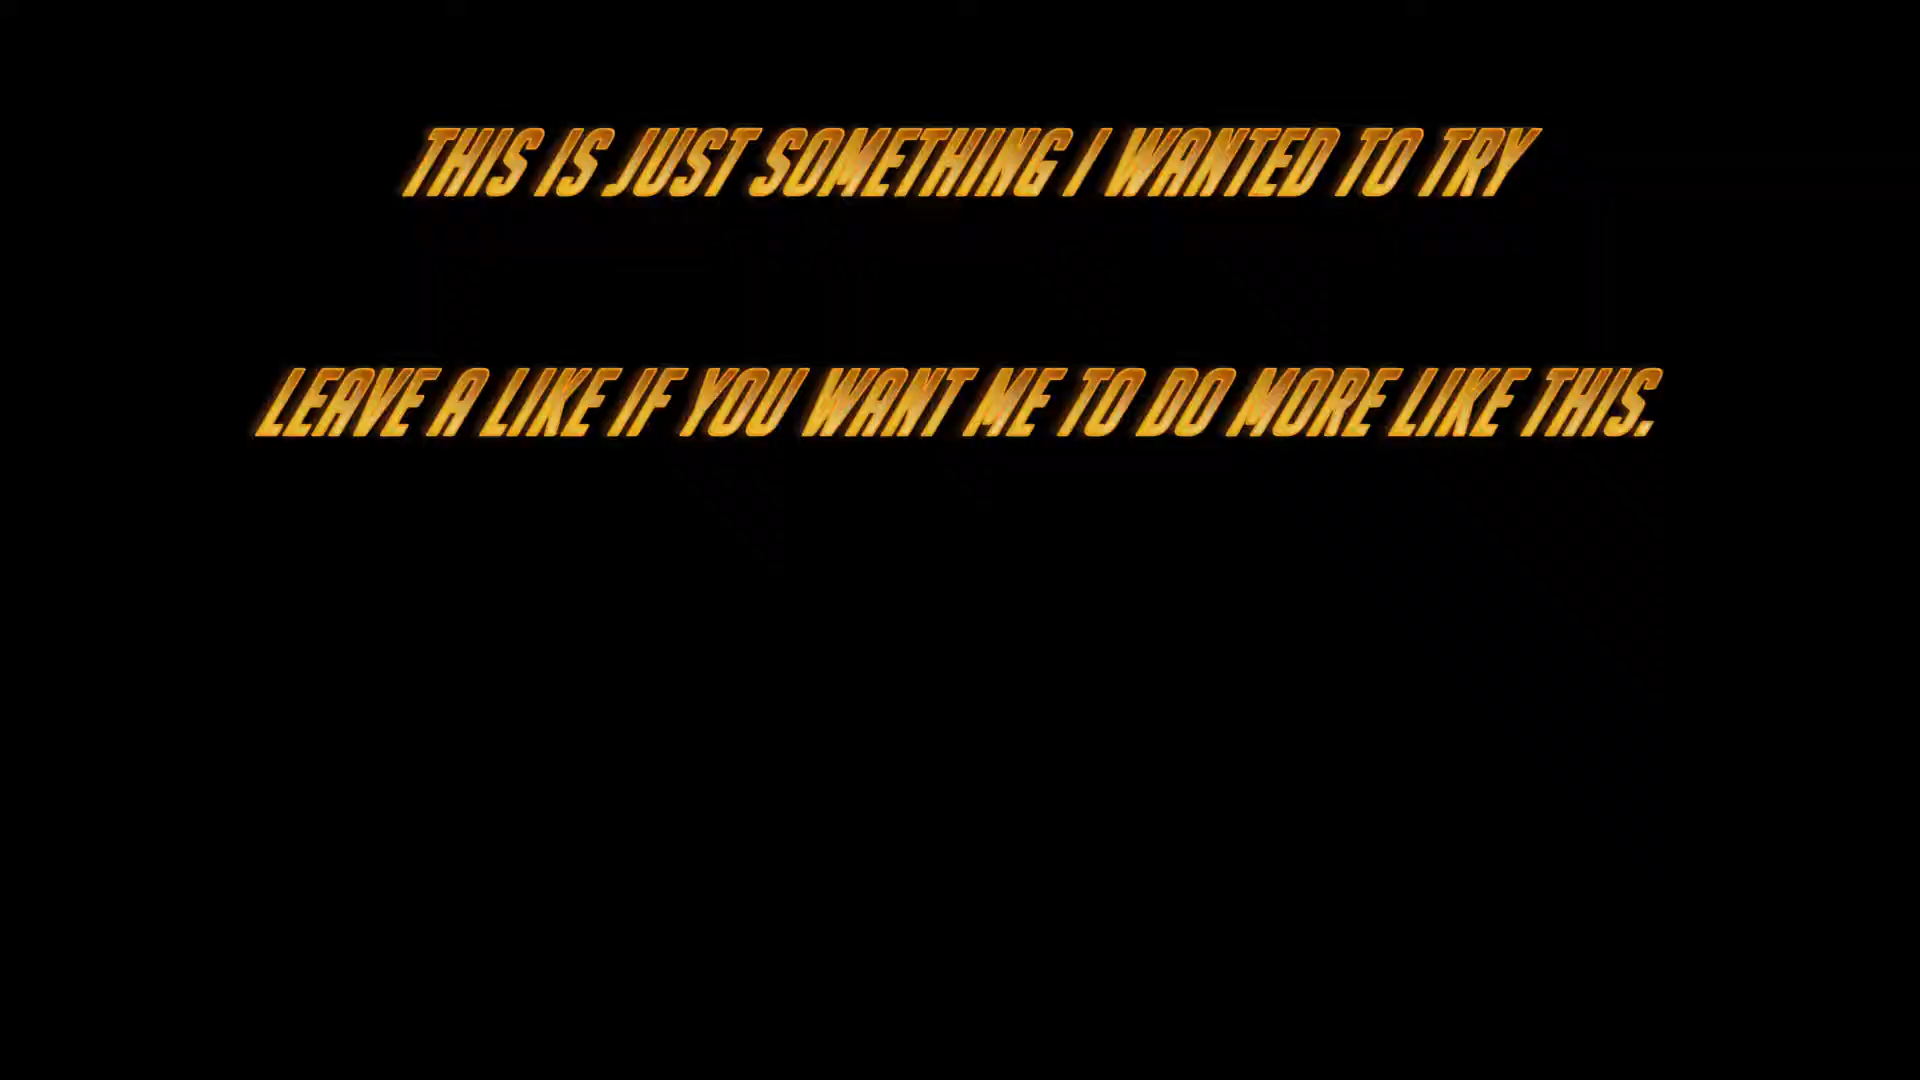 THIS IS JUST SOMETHING I WANTED TO TRY
LEAVE A LIKE IF YOU WANT ME TO DO MORE LIKE THIS.